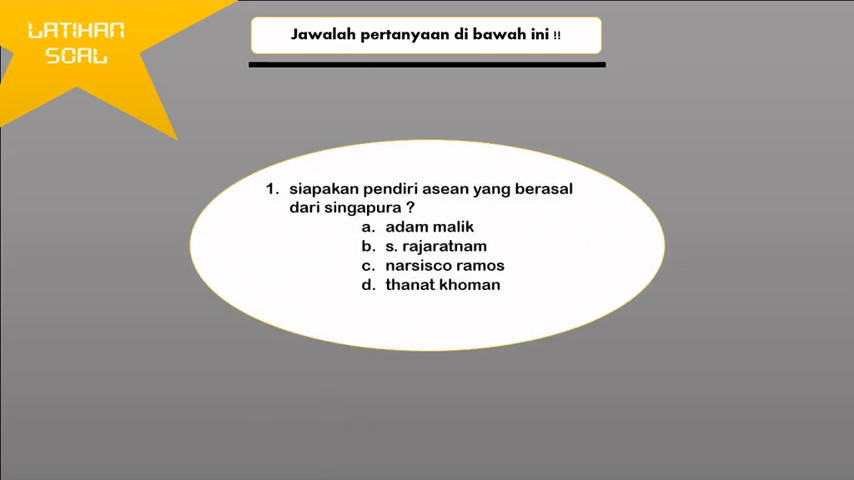 LATIHAN
SOAL
Jawalah pertanyaan di bawah ini !!
1. siapakan pendiri asean yang berasal
dari singapura ?
a. adam malik
b. s. rajaratnam
c. narsisco ramos
d. thanat khoman